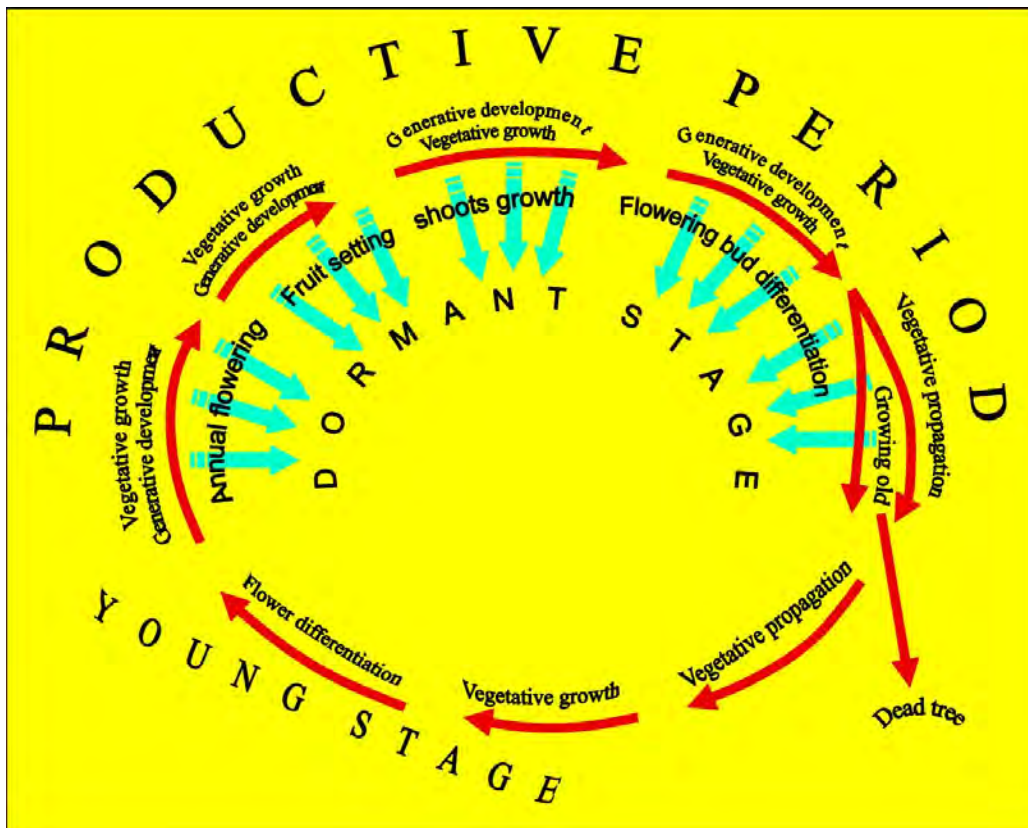 PRODUCTIVE PERIOD
Generative development
Vegetative growth
Generative development
Vegetative growth
Vegetative growth
Generative developmener
Vegetative growth
Generative developmener
Vegetative propagation
Growing old
Annual flowering
Fruit setting
shoots growth
Flowering bud differentiation
DORMANT STAGE
Flower differentiation
Vegetative growth
Vegetative propagation
Dead tree
YOUNG STAGE